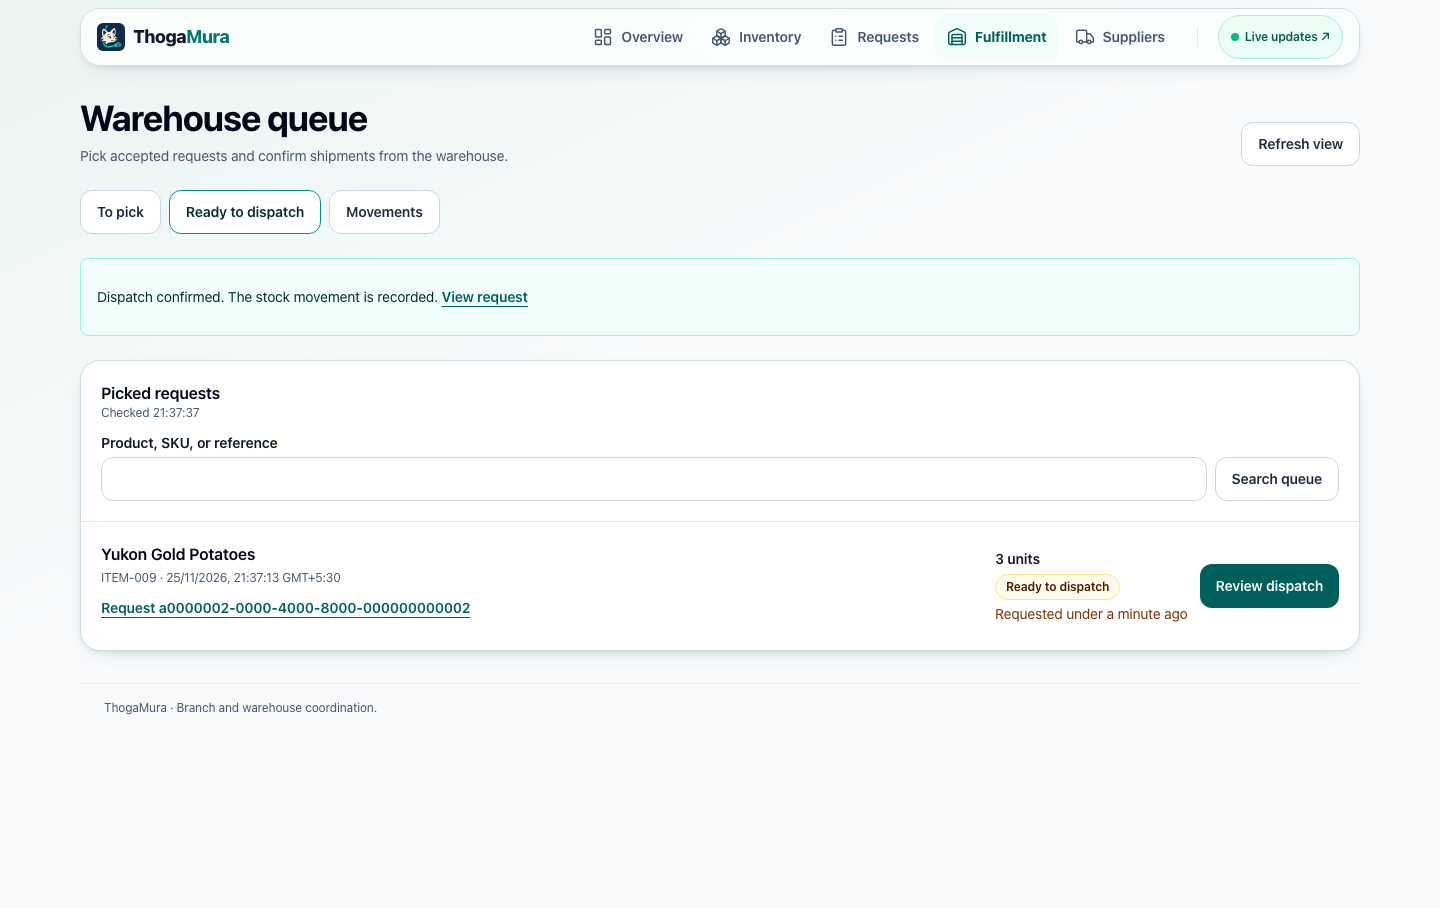 ThogaMura
Overview
Inventory
Requests
Fulfillment
Suppliers
Live updates ↗
Warehouse queue
Pick accepted requests and confirm shipments from the warehouse.
Refresh view
To pick
Ready to dispatch
Movements
Dispatch confirmed. The stock movement is recorded. View request
Picked requests
Checked 21:37:37
Product, SKU, or reference
Search queue
Yukon Gold Potatoes
ITEM-009 · 25/11/2026, 21:37:13 GMT+5:30
Request a0000002-0000-4000-8000-000000000002
3 units
Ready to dispatch
Requested under a minute ago
Review dispatch
ThogaMura · Branch and warehouse coordination.